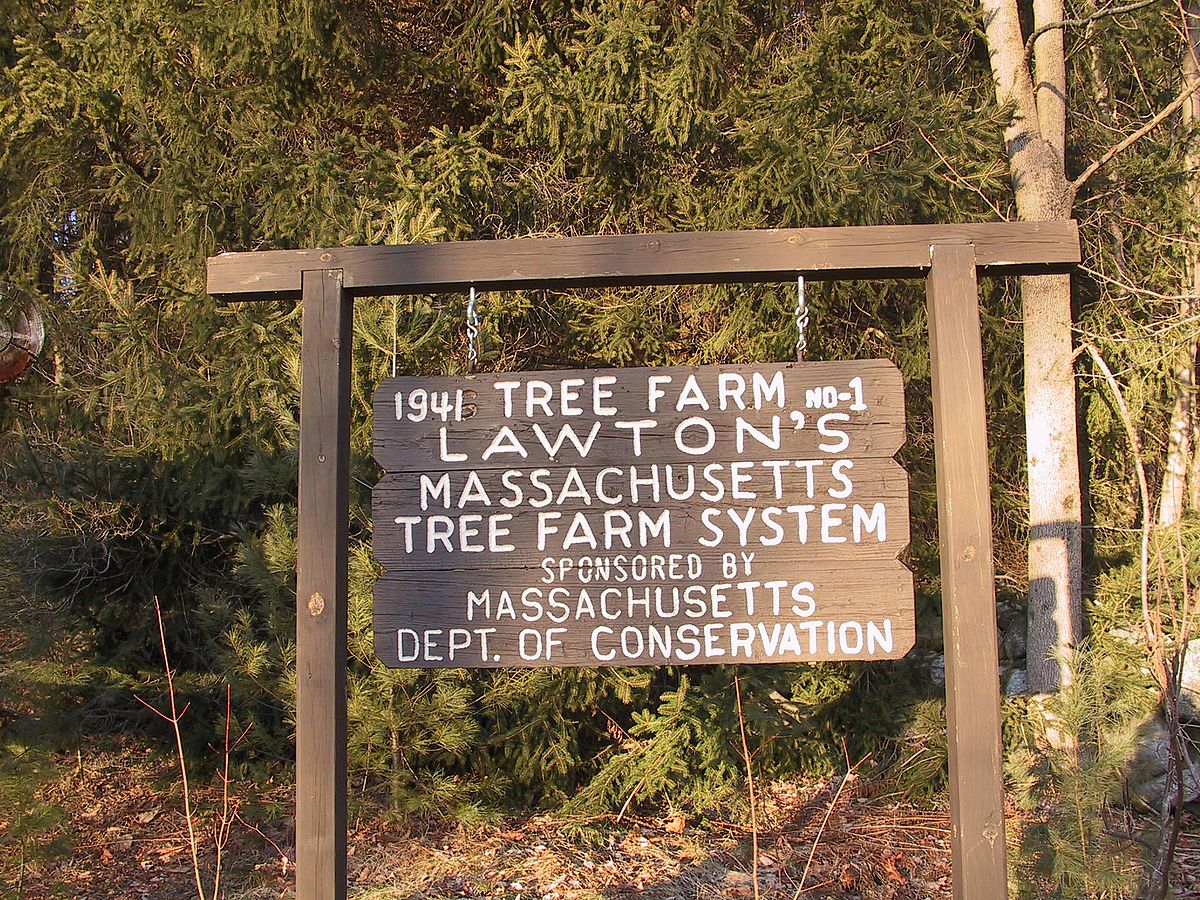 1941 TREE FARM NO-1
LAWTON'S
MASSACHUSETTS
TREE FARM SYSTEM
SPONSORED BY
MASSACHUSETTS
DEPT. OF CONSERVATION